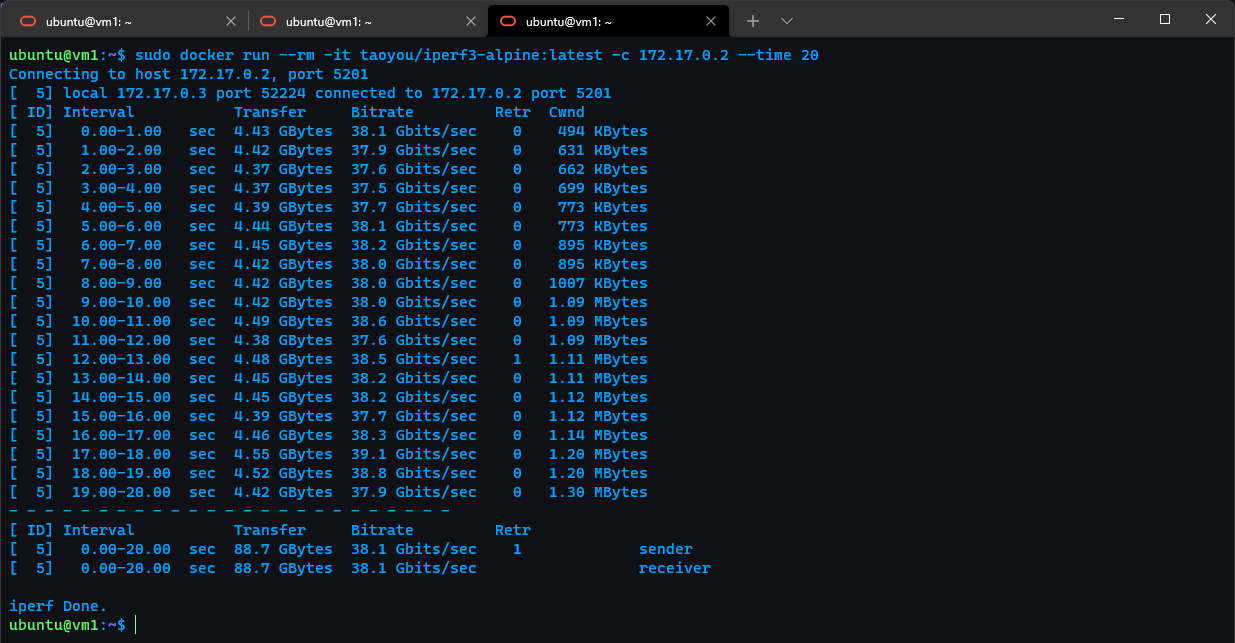 ubuntu@vm1: ~
ubuntu@vm1: ~
ubuntu@vm1: ~
ubuntu@vm1:~$ sudo docker run --rm -it taoyou/iperf3-alpine:latest -c 172.17.0.2 --time 20
Connecting to host 172.17.0.2, port 5201
[  5] local 172.17.0.3 port 52224 connected to 172.17.0.2 port 5201
[ ID] Interval           Transfer     Bitrate         Retr  Cwnd
[  5]   0.00-1.00   sec  4.43 GBytes  38.1 Gbits/sec    0    494 KBytes
[  5]   1.00-2.00   sec  4.42 GBytes  37.9 Gbits/sec    0    631 KBytes
[  5]   2.00-3.00   sec  4.37 GBytes  37.6 Gbits/sec    0    662 KBytes
[  5]   3.00-4.00   sec  4.37 GBytes  37.5 Gbits/sec    0    699 KBytes
[  5]   4.00-5.00   sec  4.39 GBytes  37.7 Gbits/sec    0    773 KBytes
[  5]   5.00-6.00   sec  4.44 GBytes  38.1 Gbits/sec    0    773 KBytes
[  5]   6.00-7.00   sec  4.45 GBytes  38.2 Gbits/sec    0    895 KBytes
[  5]   7.00-8.00   sec  4.42 GBytes  38.0 Gbits/sec    0    895 KBytes
[  5]   8.00-9.00   sec  4.42 GBytes  38.0 Gbits/sec    0   1007 KBytes
[  5]   9.00-10.00  sec  4.42 GBytes  38.0 Gbits/sec    0   1.09 MBytes
[  5]  10.00-11.00  sec  4.49 GBytes  38.6 Gbits/sec    0   1.09 MBytes
[  5]  11.00-12.00  sec  4.38 GBytes  37.6 Gbits/sec    0   1.09 MBytes
[  5]  12.00-13.00  sec  4.48 GBytes  38.5 Gbits/sec    1   1.11 MBytes
[  5]  13.00-14.00  sec  4.45 GBytes  38.2 Gbits/sec    0   1.11 MBytes
[  5]  14.00-15.00  sec  4.45 GBytes  38.2 Gbits/sec    0   1.12 MBytes
[  5]  15.00-16.00  sec  4.39 GBytes  37.7 Gbits/sec    0   1.12 MBytes
[  5]  16.00-17.00  sec  4.46 GBytes  38.3 Gbits/sec    0   1.14 MBytes
[  5]  17.00-18.00  sec  4.55 GBytes  39.1 Gbits/sec    0   1.20 MBytes
[  5]  18.00-19.00  sec  4.52 GBytes  38.8 Gbits/sec    0   1.20 MBytes
[  5]  19.00-20.00  sec  4.42 GBytes  37.9 Gbits/sec    0   1.30 MBytes
- - - - - - - - - - - - - - - - - - - - - - - - -
[ ID] Interval           Transfer     Bitrate         Retr
[  5]   0.00-20.00  sec  88.7 GBytes  38.1 Gbits/sec    1             sender
[  5]   0.00-20.00  sec  88.7 GBytes  38.1 Gbits/sec                  receiver
iperf Done.
ubuntu@vm1:~$